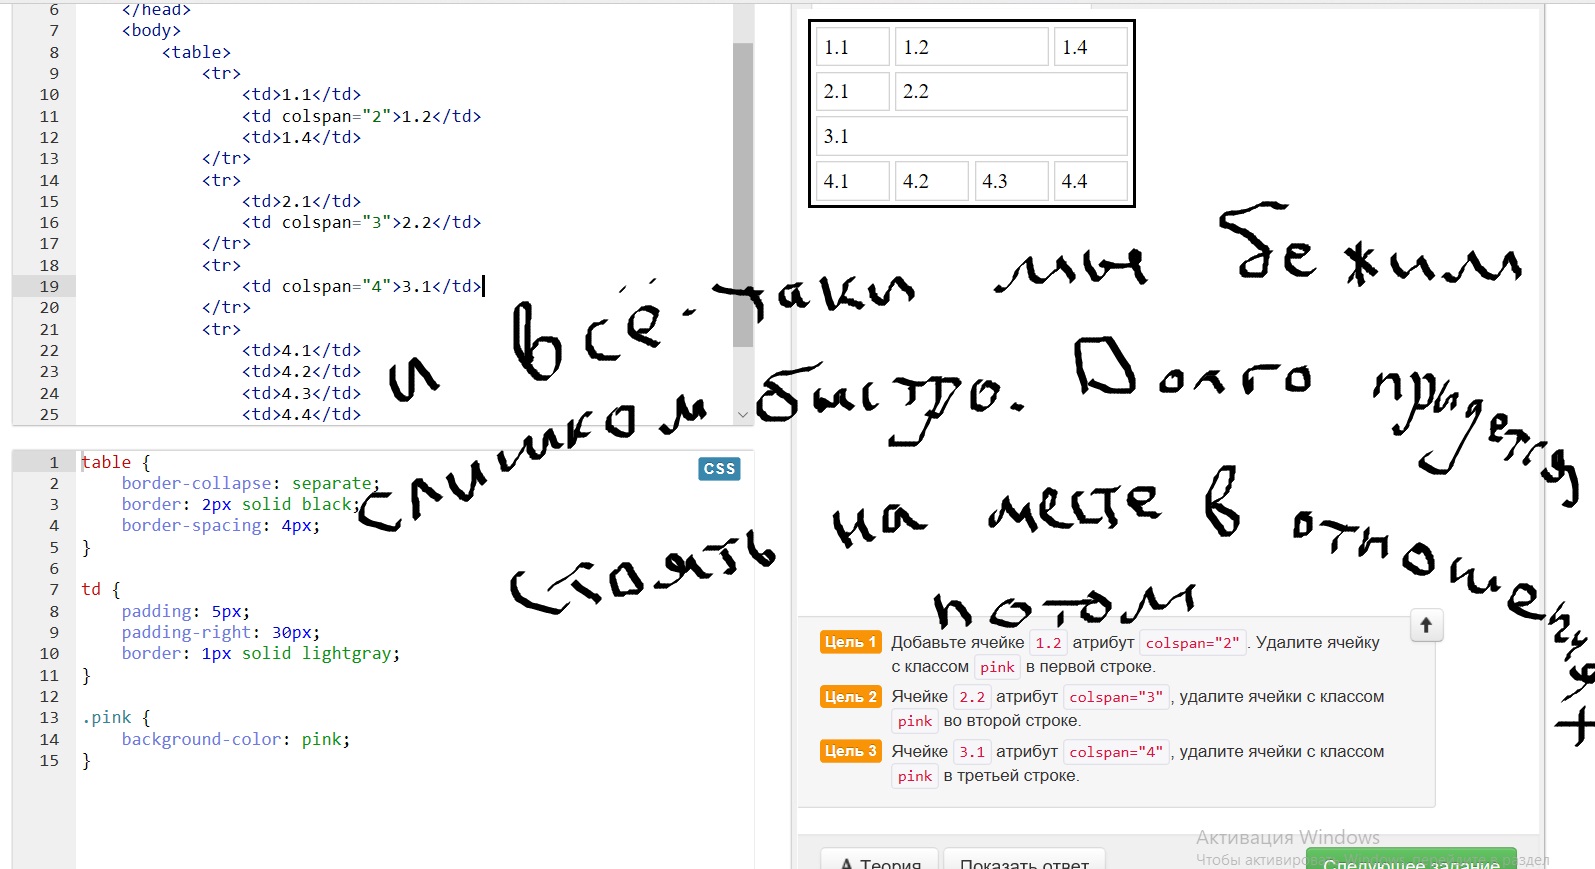 6 </head>
7 <body>
8 <table>
9 <tr>
10 <td>1.1</td>
11 <td colspan="2">1.2</td>
12 <td>1.4</td>
13 </tr>
14 <tr>
15 <td>2.1</td>
16 <td colspan="3">2.2</td>
17 </tr>
18 <tr>
19 <td colspan="4">3.1</td>
20 </tr>
21 <tr>
22 <td>4.1</td>
23 <td>4.2</td>
24 <td>4.3</td>
25 <td>4.4</td>
CSS
1 table {
2 border-collapse: separate;
3 border: 2px solid black;
4 border-spacing: 4px;
5 }
6
7 td {
8 padding: 5px;
9 padding-right: 30px;
10 border: 1px solid lightgray;
11 }
12
13 .pink {
14 background-color: pink;
15 }
1.1 1.2 1.4
2.1 2.2
3.1
4.1 4.2 4.3 4.4
и всё-таки мы бежим
слишком быстро. Долго придется
стоять на месте в отношениях
потом
Цель 1 Добавьте ячейке 1.2 атрибут colspan="2". Удалите ячейку
с классом pink в первой строке.
Цель 2 Ячейке 2.2 атрибут colspan="3", удалите ячейки с классом
pink во второй строке.
Цель 3 Ячейке 3.1 атрибут colspan="4", удалите ячейки с классом
pink в третьей строке.
Активация Windows
Чтобы активировать Windows, перейдите в раздел
А Теория Показать ответ Следующее задание